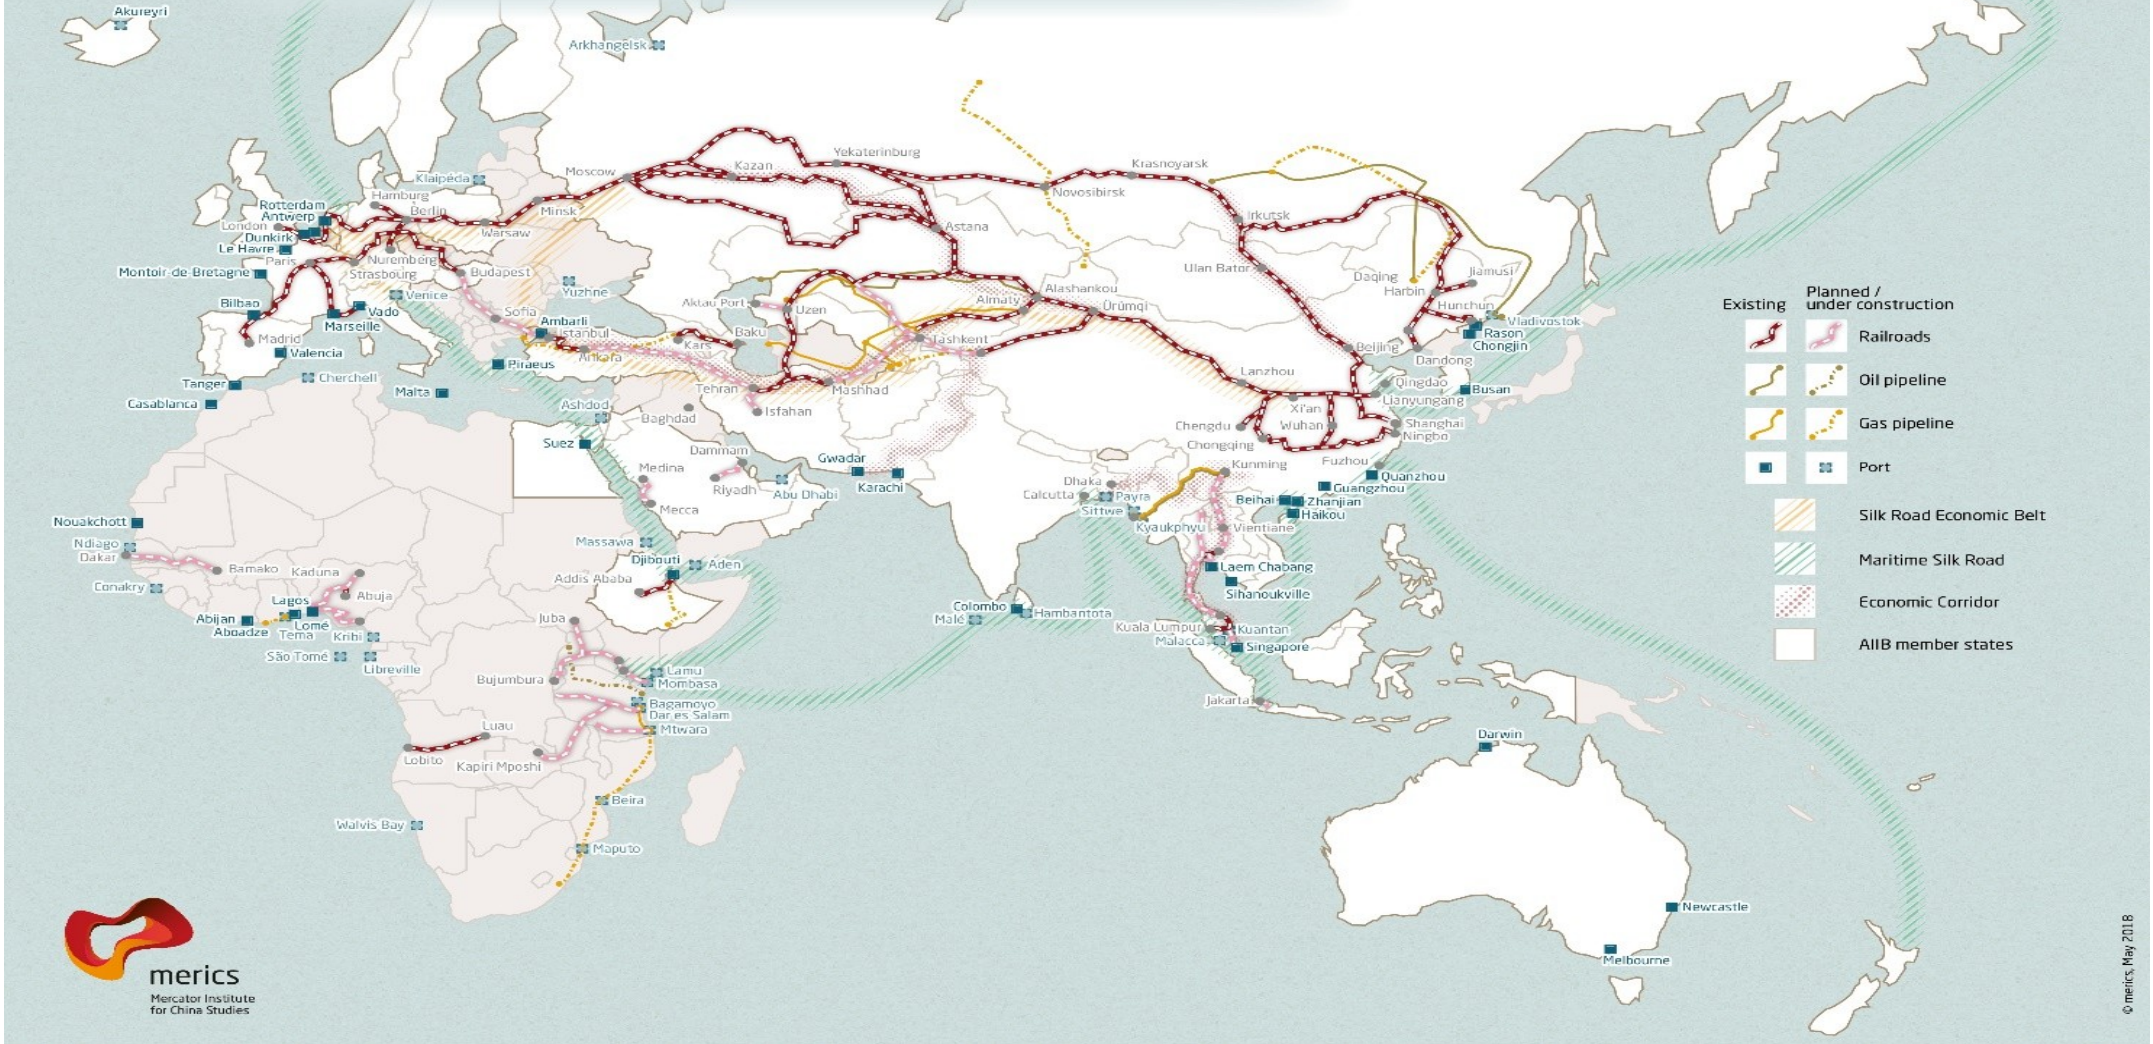 Akureyri
Arkhangelsk
Yekaterinburg
Kazan
Krasnoyarsk
Moscow
Klaipėda
Novosibirsk
Hamburg
Minsk
Rotterdam
Berlin
Antwerp
Irkutsk
London
Astana
Dunkirk
Warsaw
Le Havre
Paris
Nuremberg
Ulan Bator
Montoir-de-Bretagne
Strasbourg
Budapest
Daqing
Jiamusi
Yuzhne
Alashankou
Harbin
Venice
Aktau Port
Almaty
Ürümqi
Hunchun
Bilbao
Vado
Uzen
Sofia
Ambarli
Marseille
Istanbul
Baku
Vladivostok
Rason
Madrid
Kars
Tashkent
Chongjin
Valencia
Ankara
Beijing
Dandong
Piraeus
Lanzhou
Cherchell
Tanger
Malta
Tehran
Mashhad
Qingdao
Busan
Casablanca
Lianyungang
Ashdod
Isfahan
Xi'an
Baghdad
Chengdu
Wuhan
Shanghai
Suez
Chongqing
Ningbo
Dammam
Gwadar
Kunming
Fuzhou
Medina
Quanzhou
Riyadh
Abu Dhabi
Karachi
Dhaka
Guangzhou
Calcutta
Payra
Beihai
Zhanjian
Mecca
Sittwe
Haikou
Nouakchott
Kyaukphyu
Vientiane
Ndiago
Massawa
Dakar
Djibouti
Aden
Bamako
Kaduna
Laem Chabang
Conakry
Addis Ababa
Abuja
Sihanoukville
Lagos
Colombo
Hambantota
Abijan
Lomé
Juba
Malé
Aboadze
Tema
Kribi
Kuala Lumpur
Kuantan
Malacca
Singapore
São Tomé
Libreville
Lamu
Bujumbura
Mombasa
Jakarta
Bagamoyo
Dar es Salam
Luau
Mtwara
Darwin
Lobito
Kapiri Mposhi
Beira
Walvis Bay
Maputo
Newcastle
Melbourne
Existing
Planned /
under construction
Railroads
Oil pipeline
Gas pipeline
Port
Silk Road Economic Belt
Maritime Silk Road
Economic Corridor
AIIB member states
merics
Mercator Institute
for China Studies
© merics, May 2018